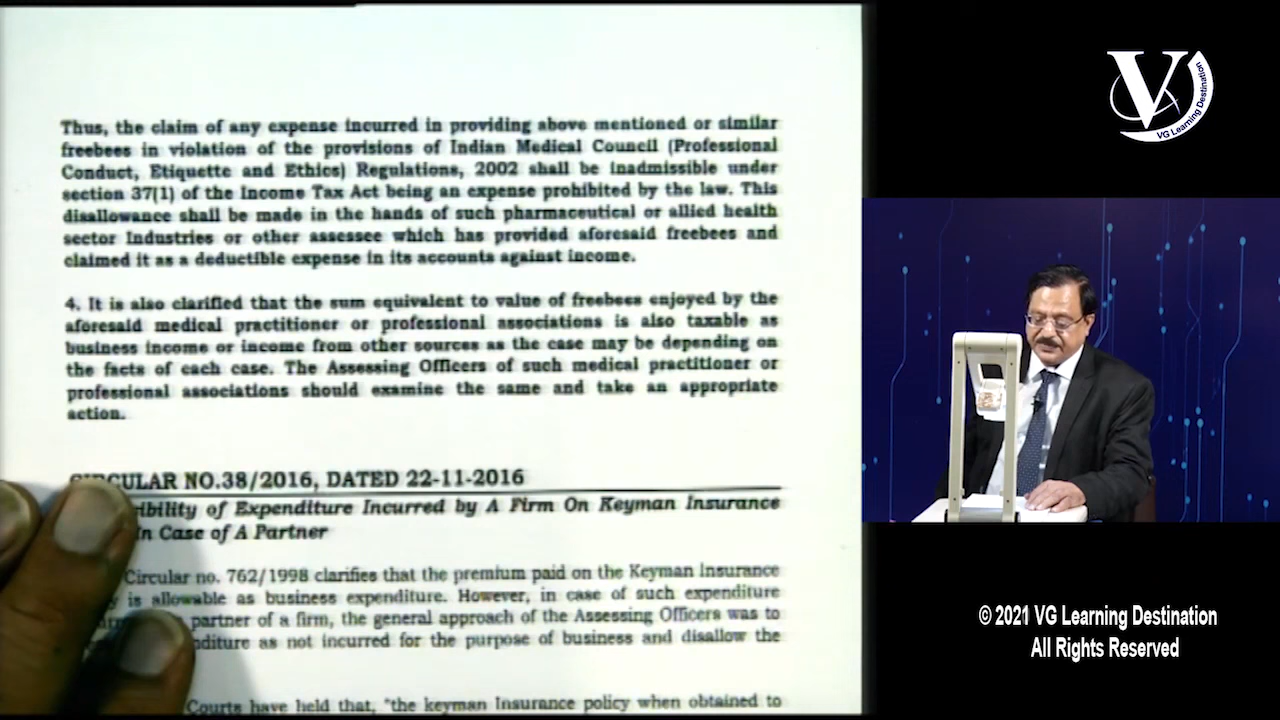 Thus, the claim of any expense incurred in providing above mentioned or similar
freebees in violation of the provisions of Indian Medical Council (Professional
Conduct, Etiquette and Ethics) Regulations, 2002 shall be inadmissible under
section 37(1) of the Income Tax Act being an expense prohibited by the law. This
disallowance shall be made in the hands of such pharmaceutical or allied health
sector Industries or other assessee which has provided aforesaid freebees and
claimed it as a deductible expense in its accounts against income.
4. It is also clarified that the sum equivalent to value of freebees enjoyed by the
aforesaid medical practitioner or professional associations is also taxable as
business income or income from other sources as the case may be depending on
the facts of each case. The Assessing Officers of such medical practitioner or
professional associations should examine the same and take an appropriate
action.
CIRCULAR NO.38/2016, DATED 22-11-2016
of Expenditure Incurred by A Firm On Keyman Insurance
In Case of A Partner
Circular no. 762/1998 clarifies that the premium paid on the Keyman Insurance
is allowable as business expenditure. However, in case of such expenditure
partner of a firm, the general approach of the Assessing Officers was to
as not incurred for the purpose of business and disallow the
Courts have held that, "the keyman Insurance policy when obtained to
V
VG Learning Destination
© 2021 VG Learning Destination
All Rights Reserved